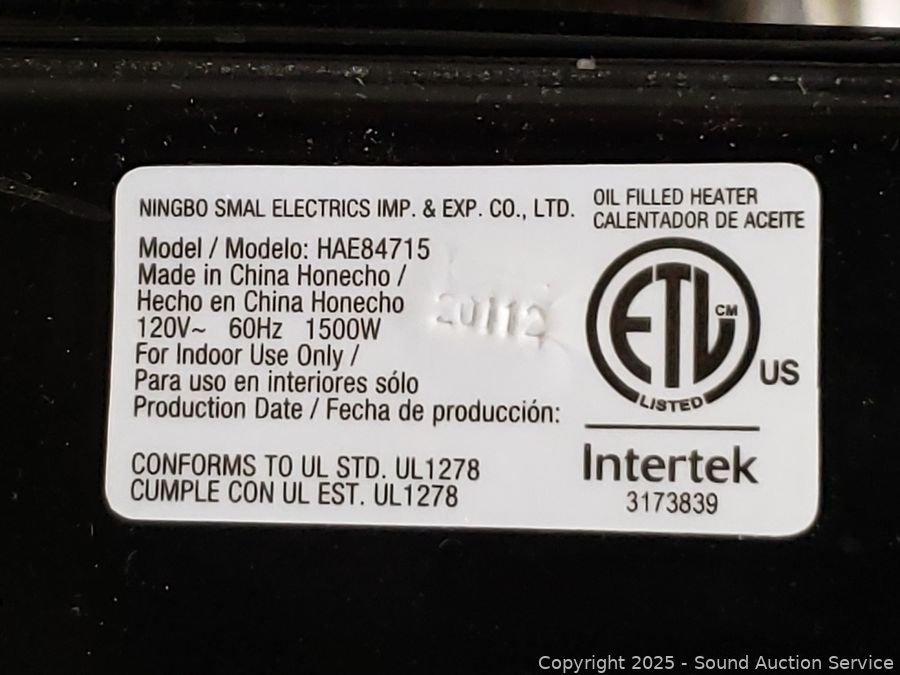 NINGBO SMAL ELECTRICS IMP. & EXP. CO., LTD.
Model / Modelo: HAE84715
Made in China Honecho /
Hecho en China Honecho
120V~ 60Hz 1500W
For Indoor Use Only /
Para uso en interiores sólo
Production Date / Fecha de producción:
CONFORMS TO UL STD. UL1278
CUMPLE CON UL EST. UL1278
OIL FILLED HEATER
CALENTADOR DE ACEITE
ETL CM
LISTED
US
Intertek
3173839
Copyright 2025 - Sound Auction Service